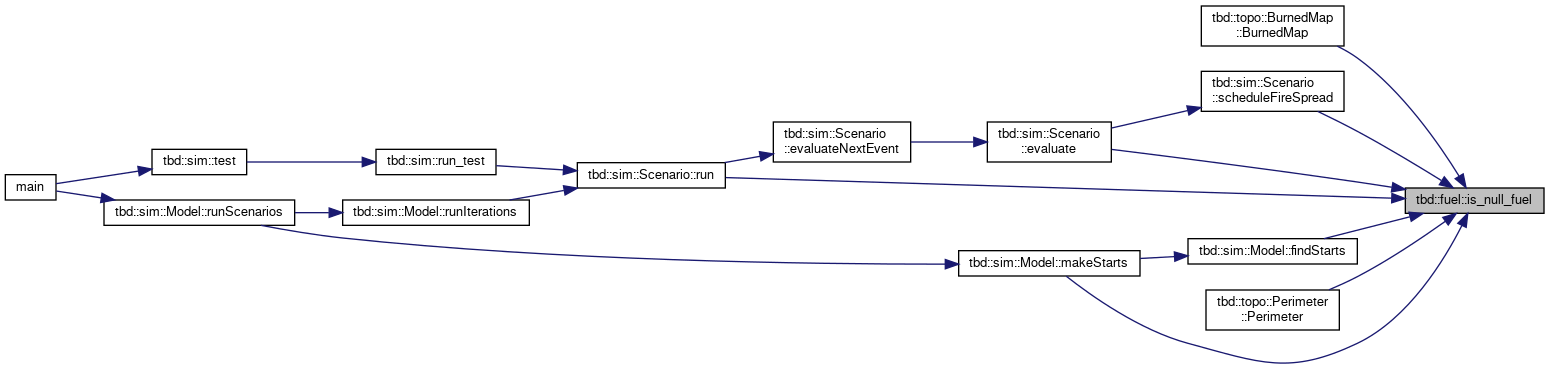 tbd::topo::BurnedMap
::BurnedMap
tbd::sim::Scenario
::scheduleFireSpread
tbd::sim::Scenario
::evaluateNextEvent
tbd::sim::Scenario
::evaluate
tbd::sim::test
tbd::sim::run_test
tbd::sim::Scenario::run
main
tbd::fuel::is_null_fuel
tbd::sim::Model::runScenarios
tbd::sim::Model::runIterations
tbd::sim::Model::makeStarts
tbd::sim::Model::findStarts
tbd::topo::Perimeter
::Perimeter